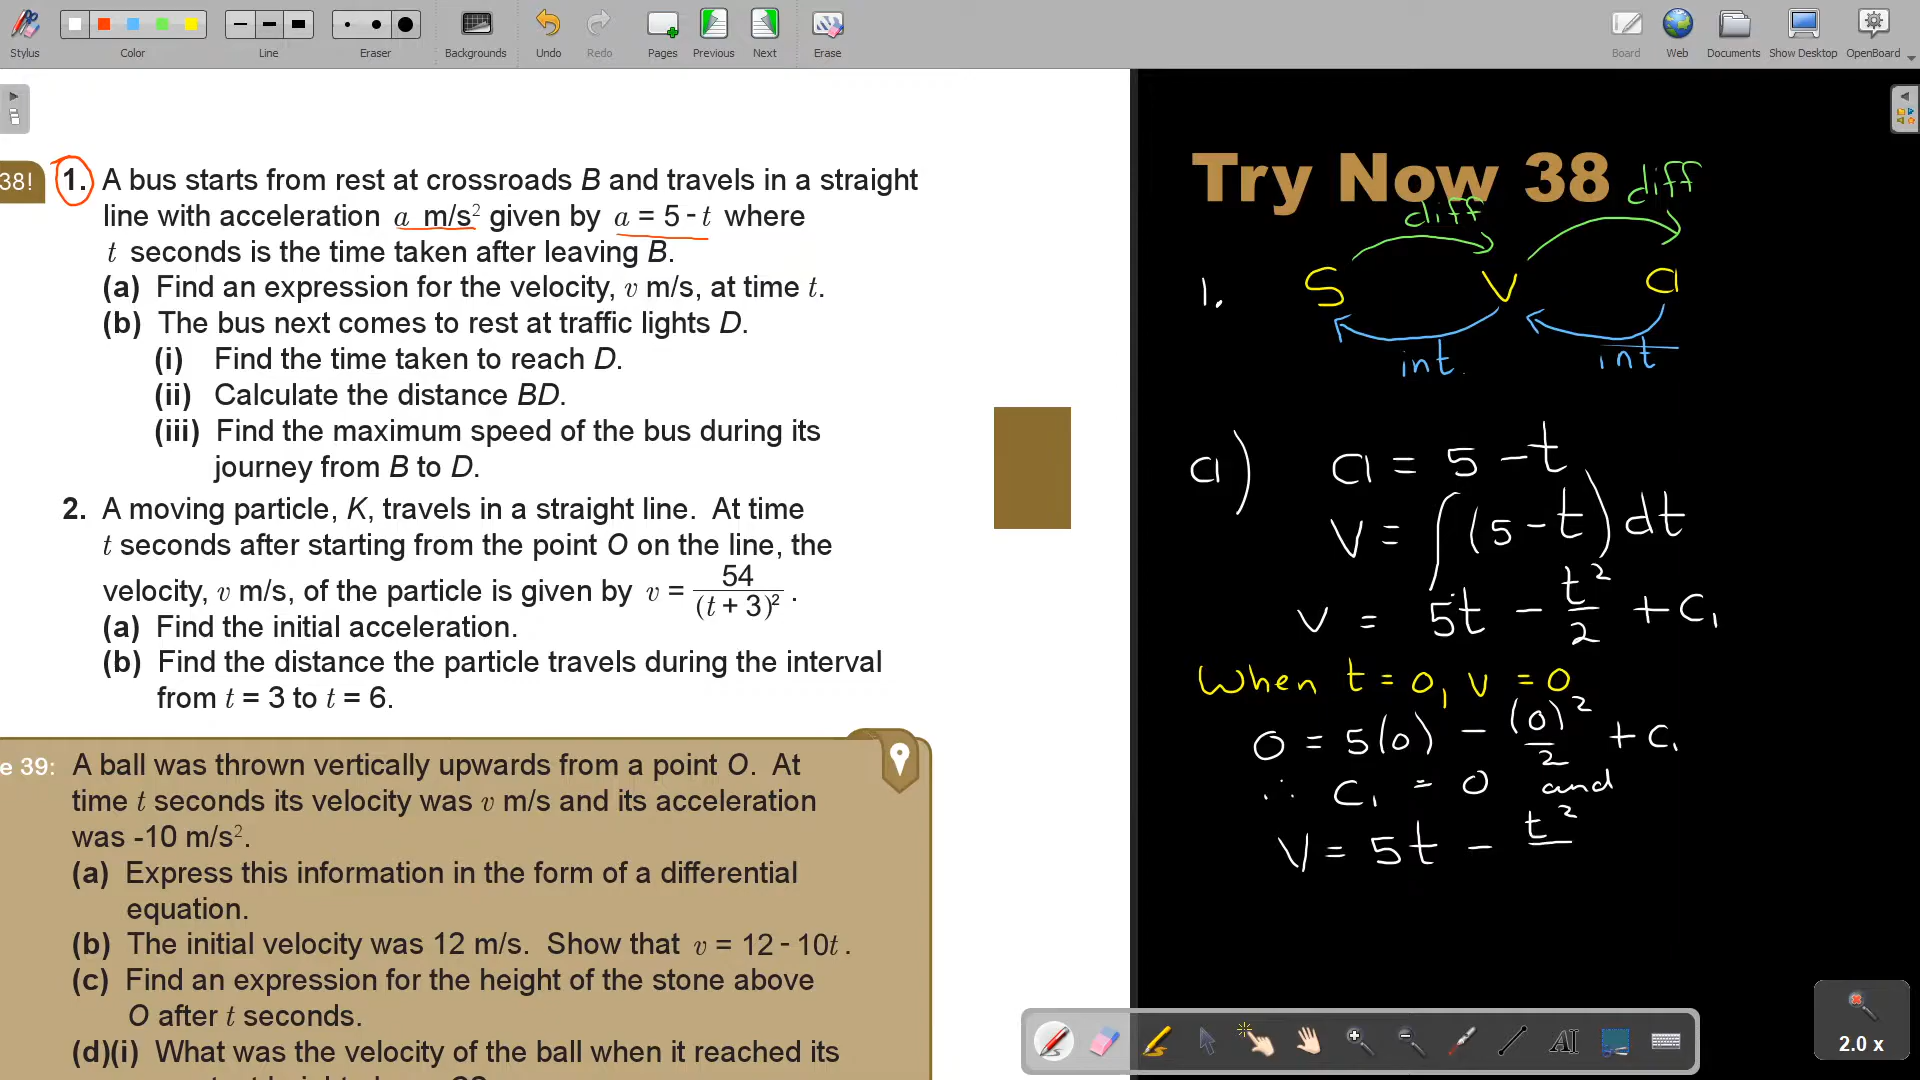 Stylus Color Line Eraser Backgrounds Undo Redo Pages Previous Next Erase Board Web Documents Show Desktop OpenBoard
38!
1. A bus starts from rest at crossroads B and travels in a straight
line with acceleration a m/s² given by a = 5 - t where
t seconds is the time taken after leaving B.
(a) Find an expression for the velocity, v m/s, at time t.
(b) The bus next comes to rest at traffic lights D.
(i) Find the time taken to reach D.
(ii) Calculate the distance BD.
(iii) Find the maximum speed of the bus during its
journey from B to D.
2. A moving particle, K, travels in a straight line. At time
t seconds after starting from the point O on the line, the
velocity, v m/s, of the particle is given by v = 54/(t + 3)².
(a) Find the initial acceleration.
(b) Find the distance the particle travels during the interval
from t = 3 to t = 6.
e 39: A ball was thrown vertically upwards from a point O. At
time t seconds its velocity was v m/s and its acceleration
was -10 m/s².
(a) Express this information in the form of a differential
equation.
(b) The initial velocity was 12 m/s. Show that v = 12 - 10t.
(c) Find an expression for the height of the stone above
O after t seconds.
(d)(i) What was the velocity of the ball when it reached its
Try Now 38
diff diff
1. S V a
int. int
a) a = 5 - t
v = ∫(5 - t) dt
v = 5t - t²/2 + c₁
When t = 0, v = 0
0 = 5(0) - (0)²/2 + c₁
∴ c₁ = 0 and
V = 5t - t²
2.0 x